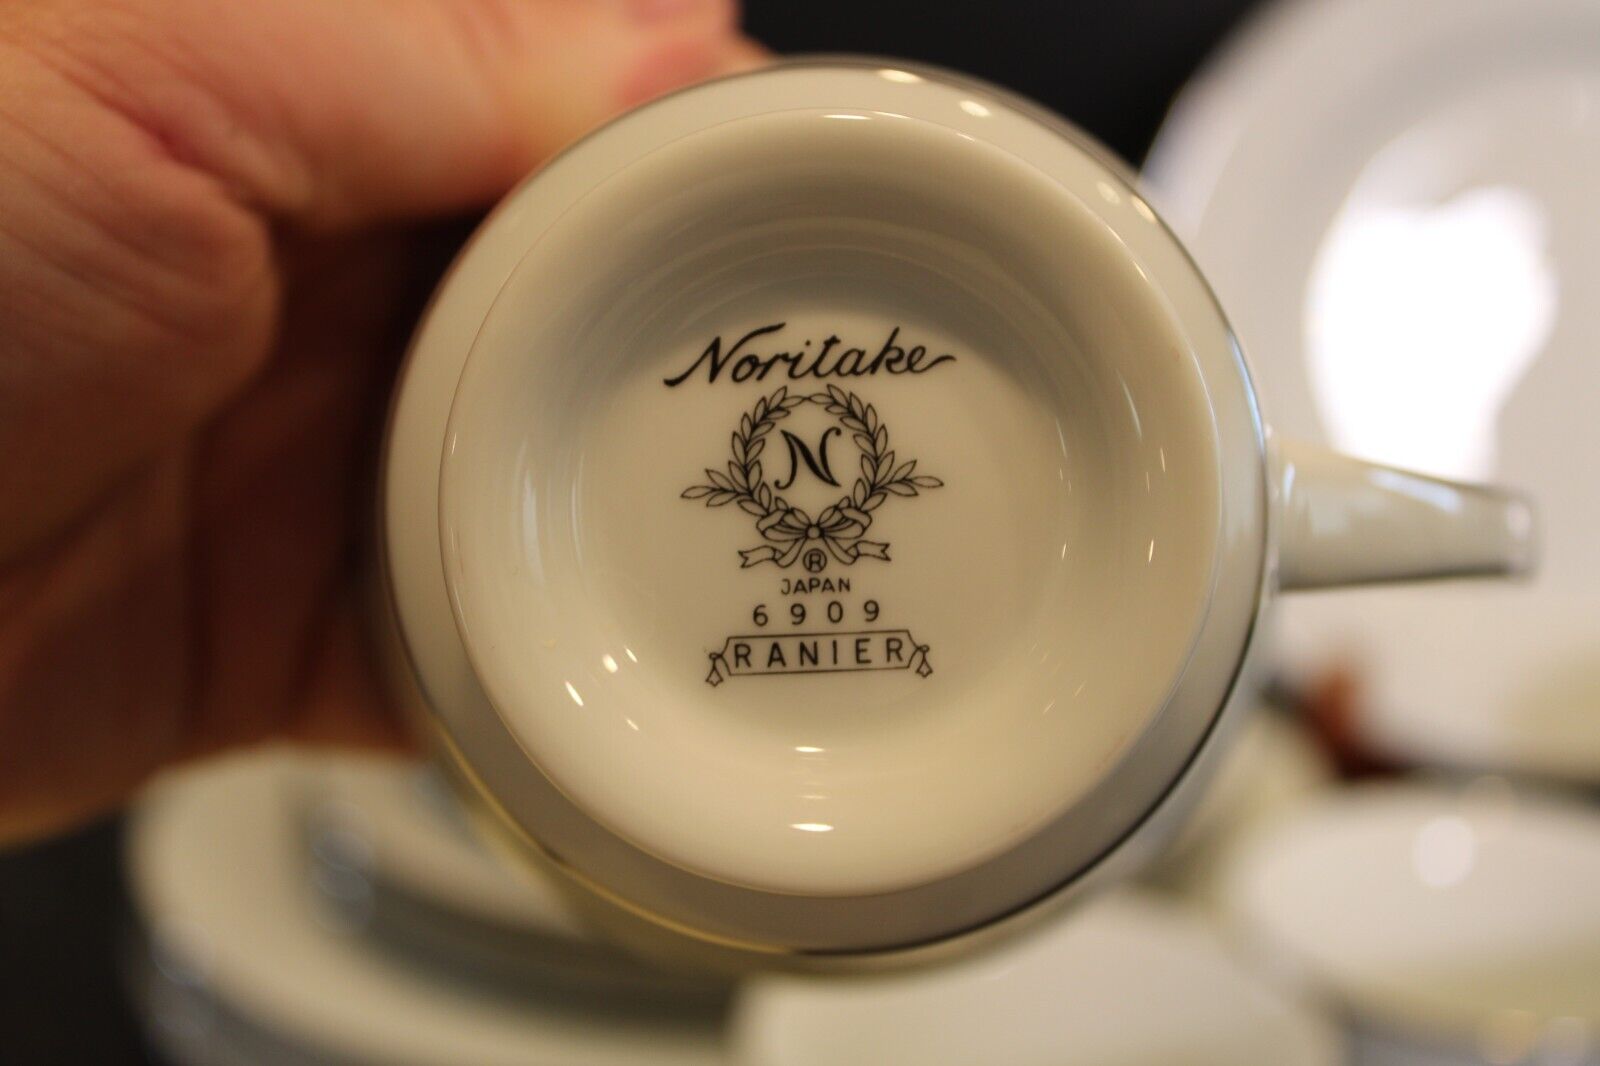 Noritake
N
®
JAPAN
6909
RANIER